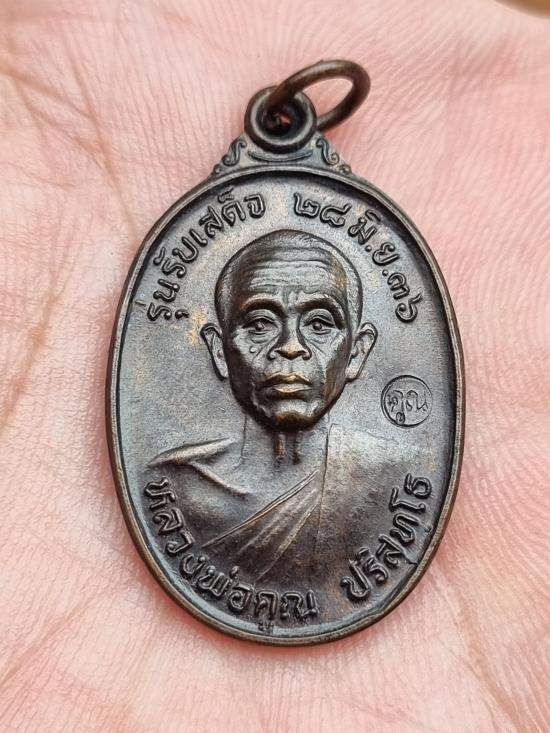 รุ่นรับเสด็จ ๒๘ มิ.ย.๓๖
คูณ
หลวงพ่อคูณ ปริสุทฺโธ